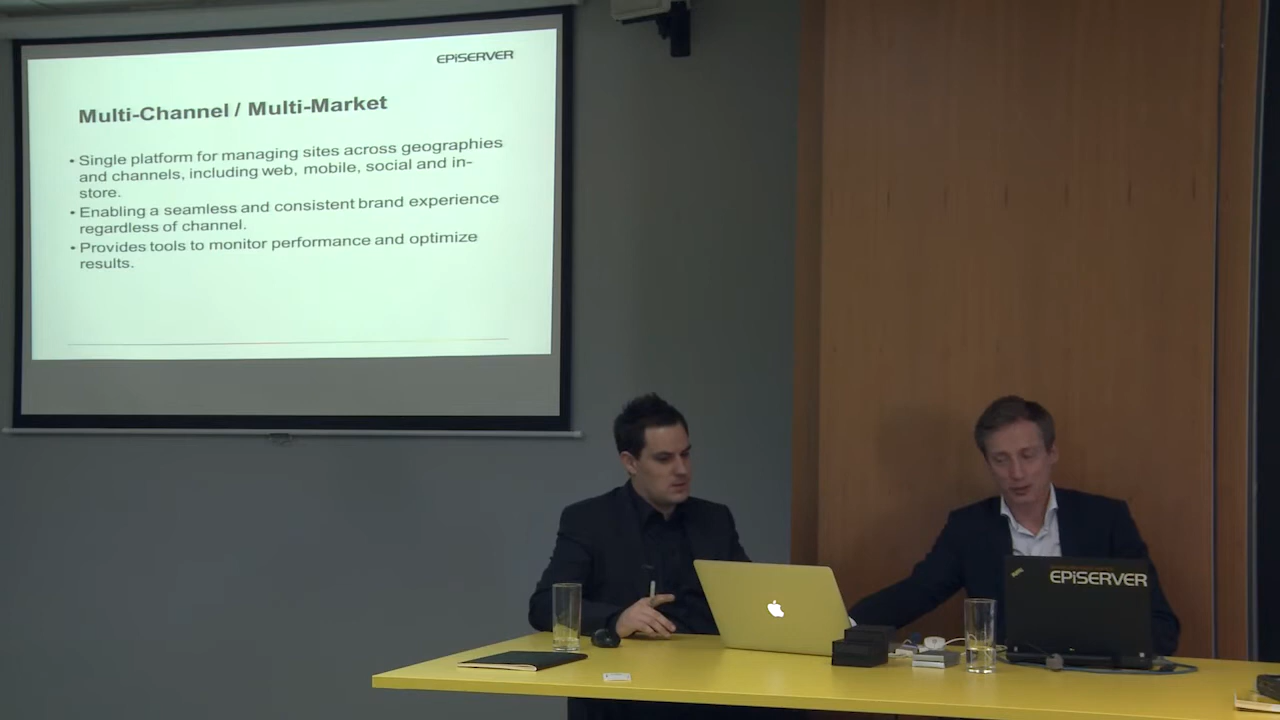 EPiSERVER
Multi-Channel / Multi-Market
• Single platform for managing sites across geographies
and channels, including web, mobile, social and in-
store.
• Enabling a seamless and consistent brand experience
regardless of channel.
• Provides tools to monitor performance and optimize
results.
EPiSERVER